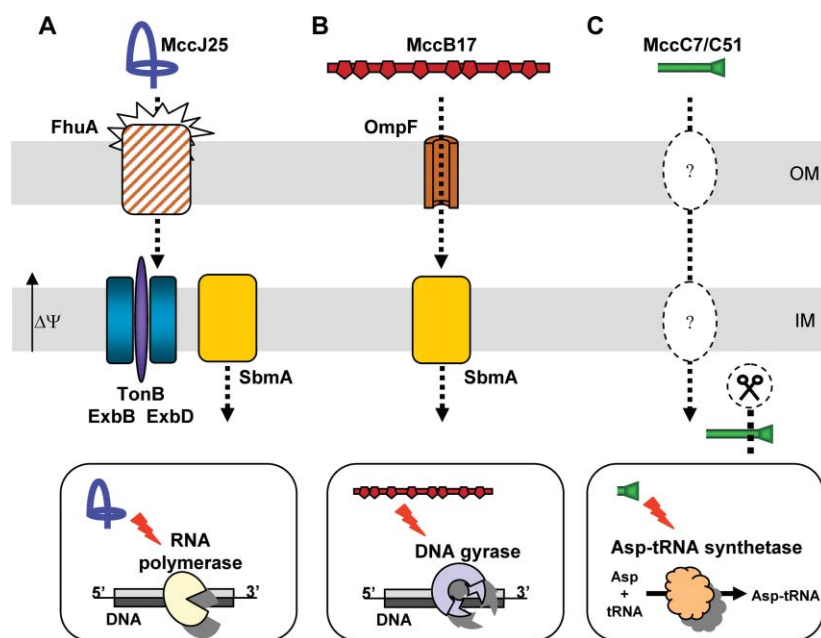 A
MccJ25
B
MccB17
C
MccC7/C51
FhuA
OmpF
?
OM
ΔΨ
?
IM
SbmA
SbmA
TonB
ExbB ExbD
RNA
polymerase
5’ 3’
DNA
DNA gyrase
5’ 3’
DNA
Asp-tRNA synthetase
Asp
+
tRNA
Asp-tRNA